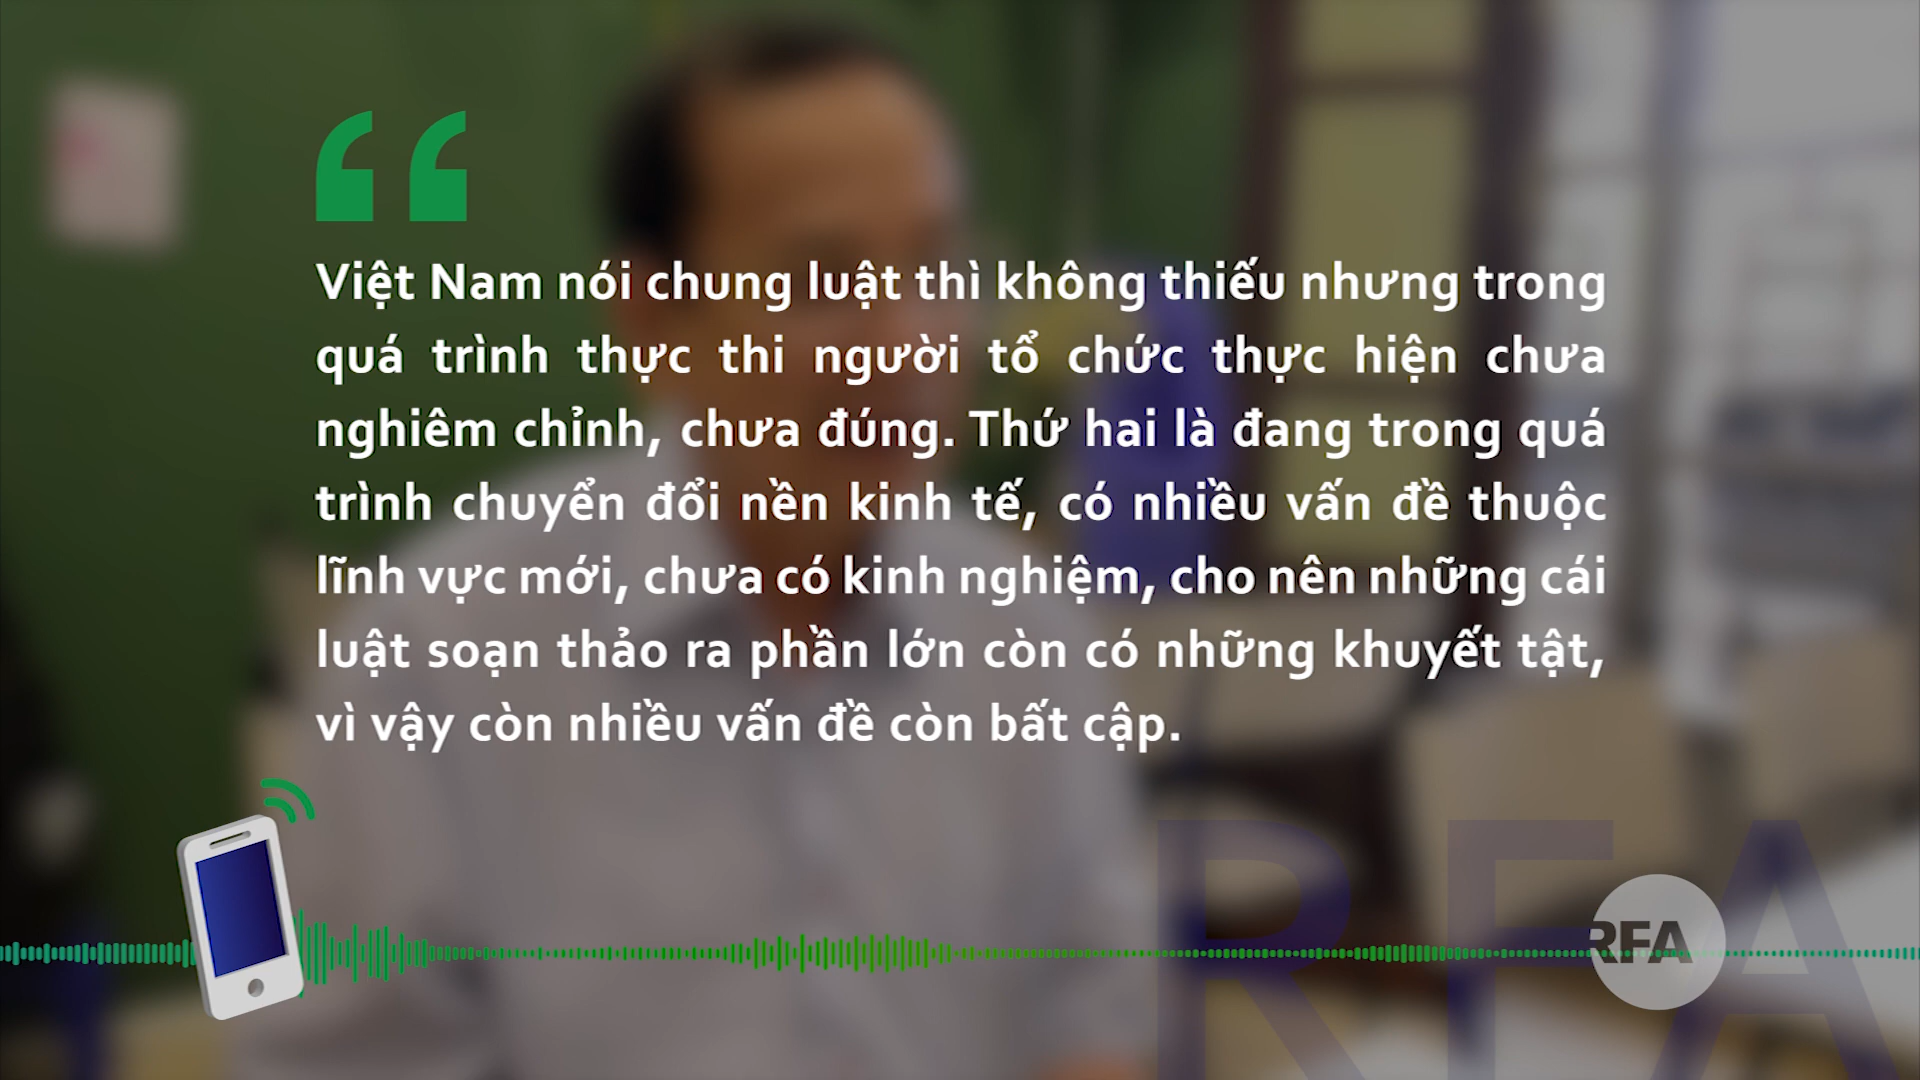 Việt Nam nói chung luật thì không thiếu nhưng trong
quá trình thực thi người tổ chức thực hiện chưa
nghiêm chỉnh, chưa đúng. Thứ hai là đang trong quá
trình chuyển đổi nền kinh tế, có nhiều vấn đề thuộc
lĩnh vực mới, chưa có kinh nghiệm, cho nên những cái
luật soạn thảo ra phần lớn còn có những khuyết tật,
vì vậy còn nhiều vấn đề còn bất cập.
RFA
RFA